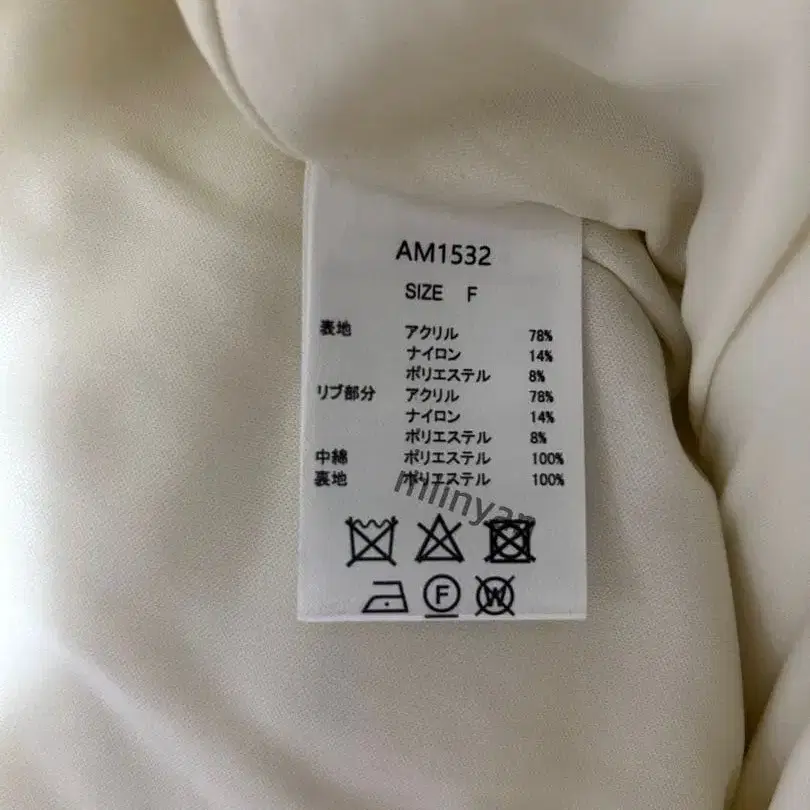 AM1532
SIZE F
表地 アクリル 78%
ナイロン 14%
ポリエステル 8%
リブ部分 アクリル 78%
ナイロン 14%
ポリエステル 8%
中綿 ポリエステル 100%
裏地 ポリエステル 100%
milinyan
F
W